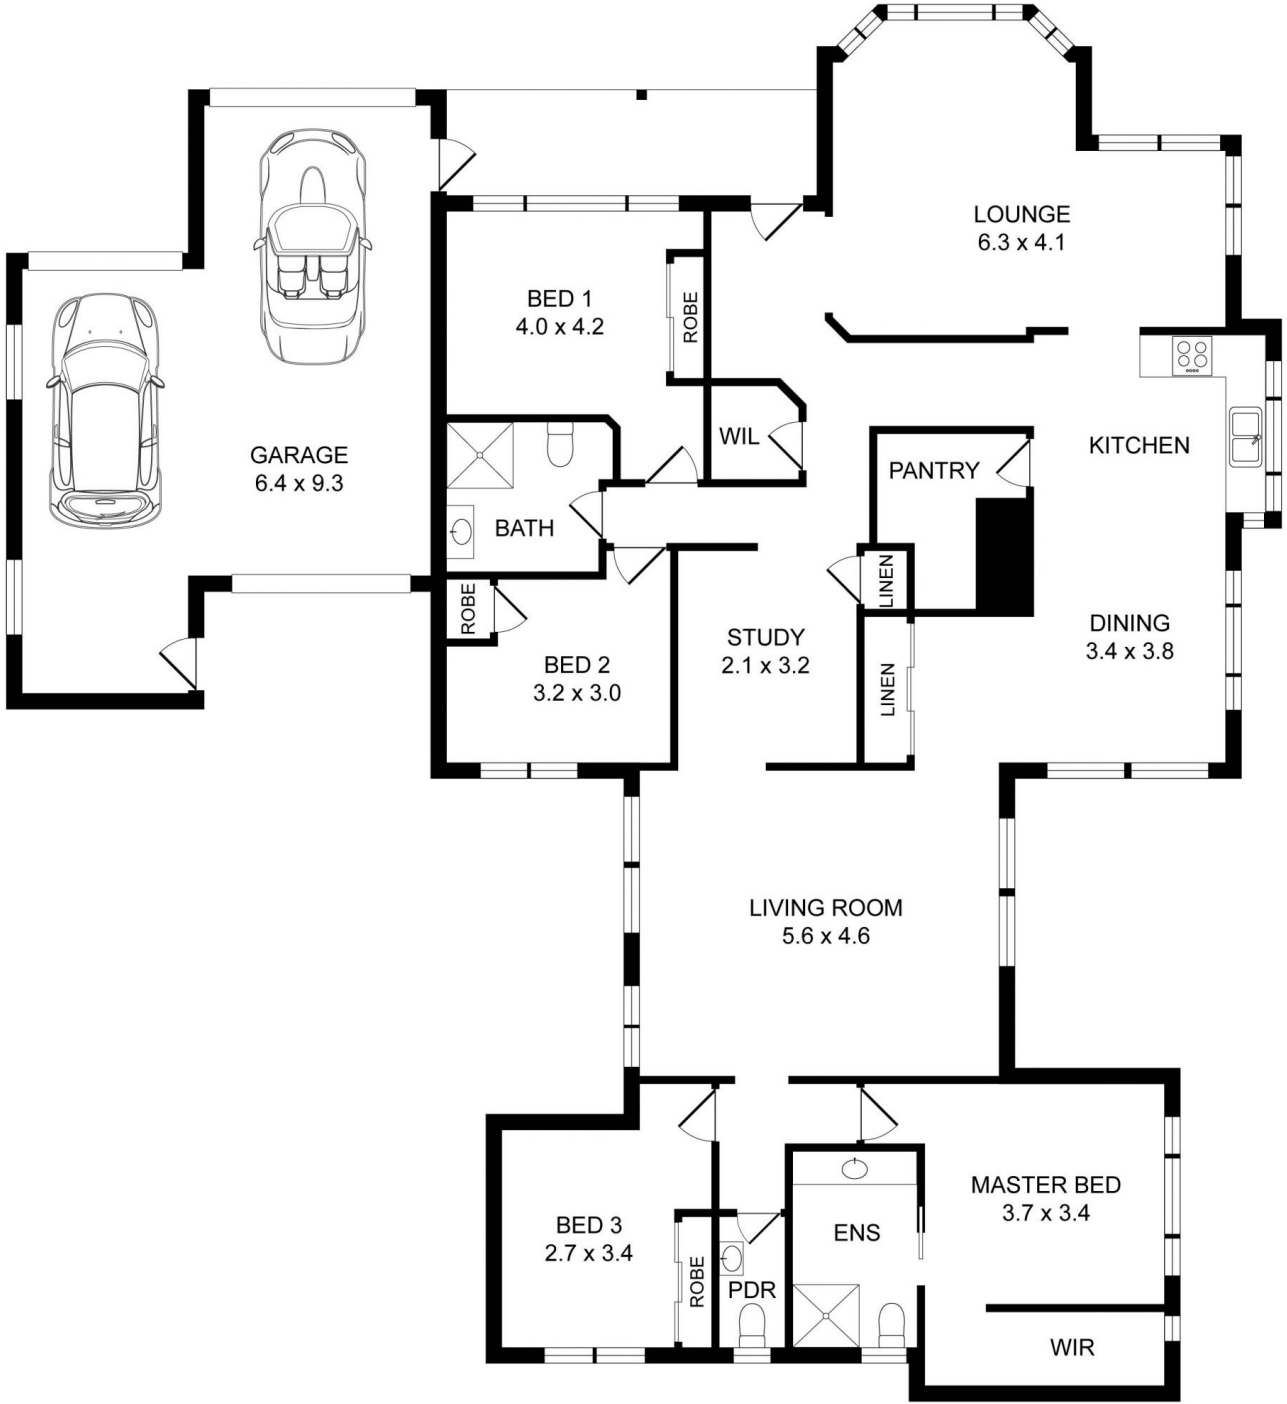 LOUNGE
6.3 x 4.1
BED 1
4.0 x 4.2
ROBE
GARAGE
6.4 x 9.3
WIL
KITCHEN
PANTRY
BATH
LINEN
ROBE
STUDY
2.1 x 3.2
DINING
3.4 x 3.8
BED 2
3.2 x 3.0
LINEN
LIVING ROOM
5.6 x 4.6
MASTER BED
3.7 x 3.4
BED 3
2.7 x 3.4
ENS
ROBE
PDR
WIR